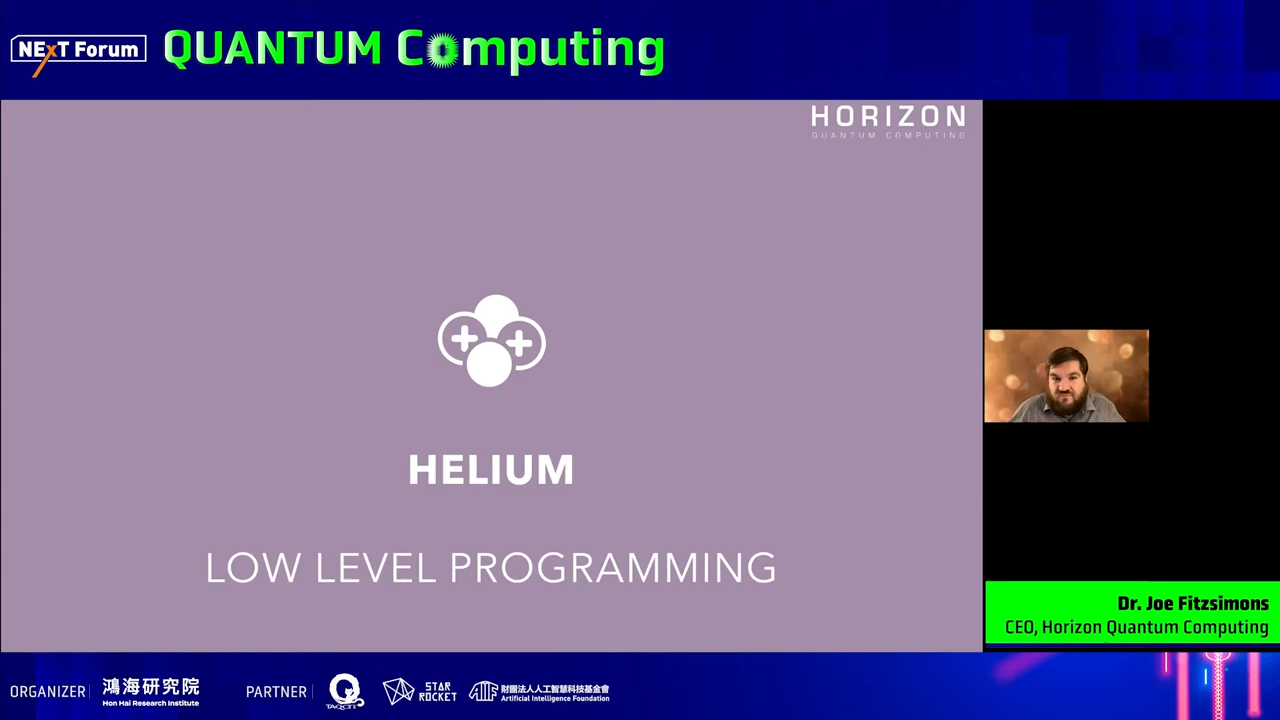 NExT Forum
QUANTUM Computing
HORIZON
QUANTUM COMPUTING
HELIUM
LOW LEVEL PROGRAMMING
Dr. Joe Fitzsimons
CEO, Horizon Quantum Computing
ORGANIZER
鴻海研究院
Hon Hai Research Institute
PARTNER
TAQCIT
STAR
ROCKET
財團法人人工智慧科技基金會
Artificial Intelligence Foundation